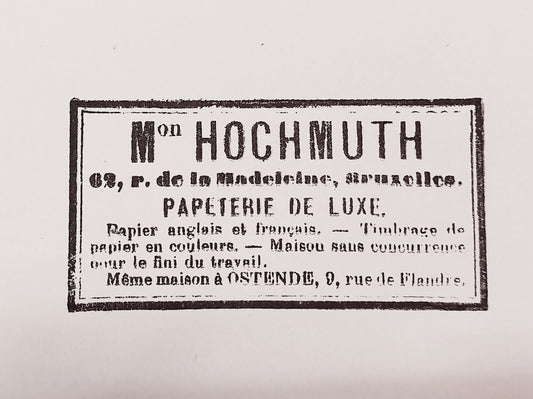 Mon HOCHMUTH
62, r. de la Madeleine, Bruxelles.
PAPETERIE DE LUXE.
Papier anglais et français. — Timbrage de
papier en couleurs. — Maison sans concurrence
pour le fini du travail.
Même maison à OSTENDE, 9, rue de Flandre.